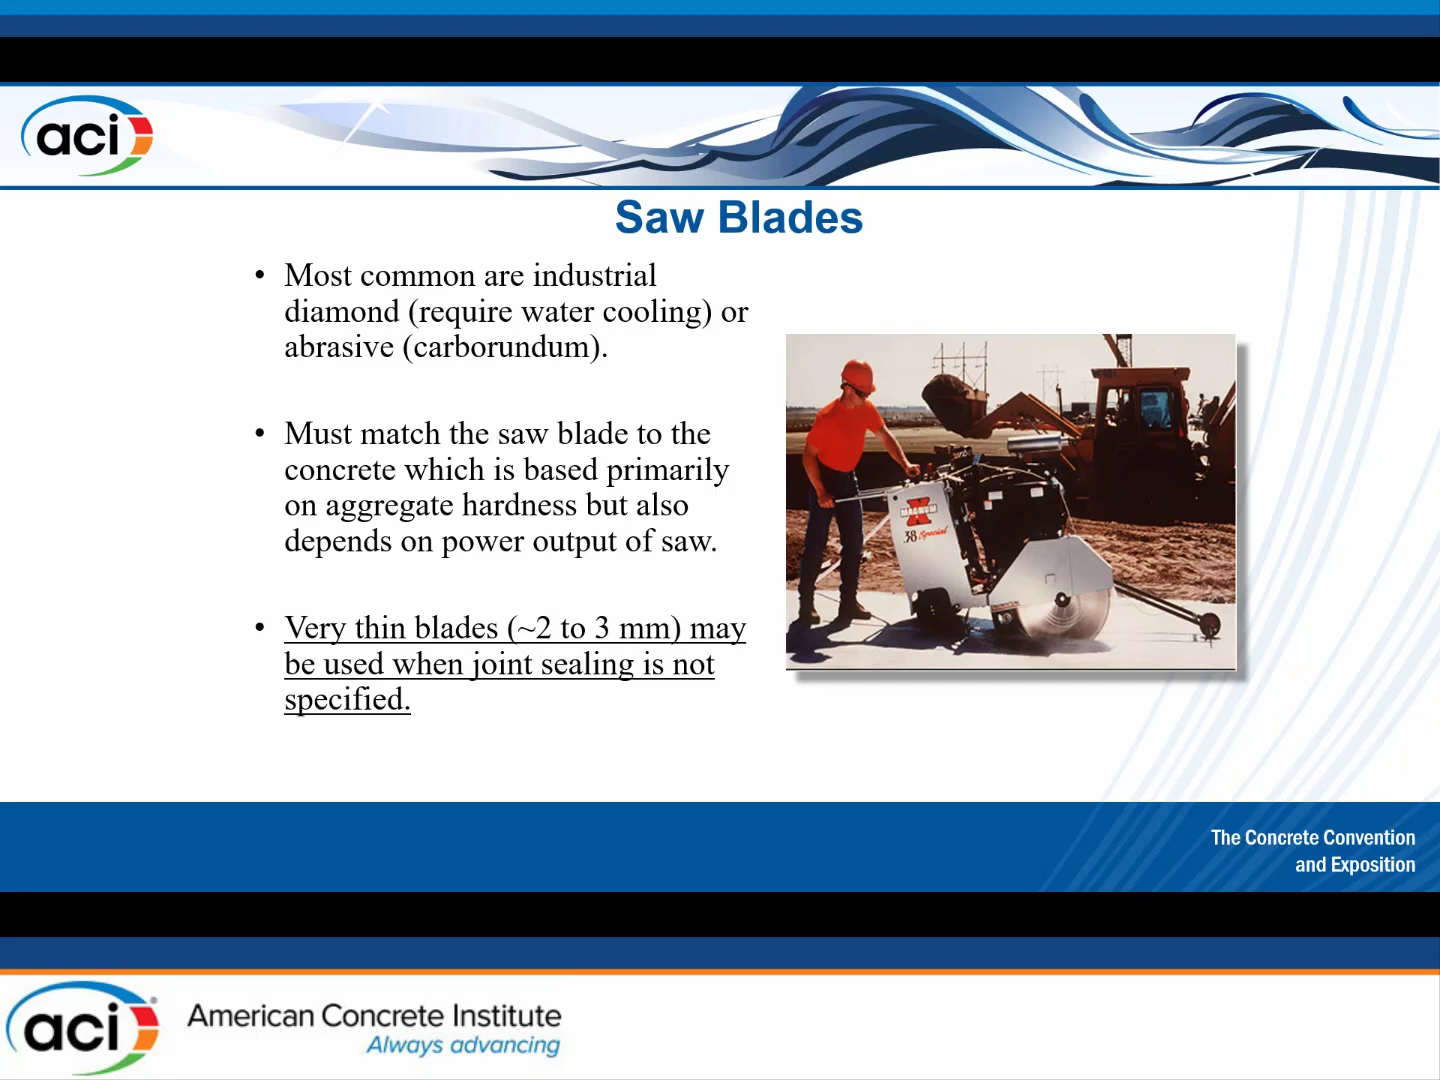 aci
Saw Blades
• Most common are industrial
diamond (require water cooling) or
abrasive (carborundum).
• Must match the saw blade to the
concrete which is based primarily
on aggregate hardness but also
depends on power output of saw.
• Very thin blades (~2 to 3 mm) may
be used when joint sealing is not
specified.
X
MAGNUM
.38 Special
The Concrete Convention
and Exposition
aci®
American Concrete Institute
Always advancing